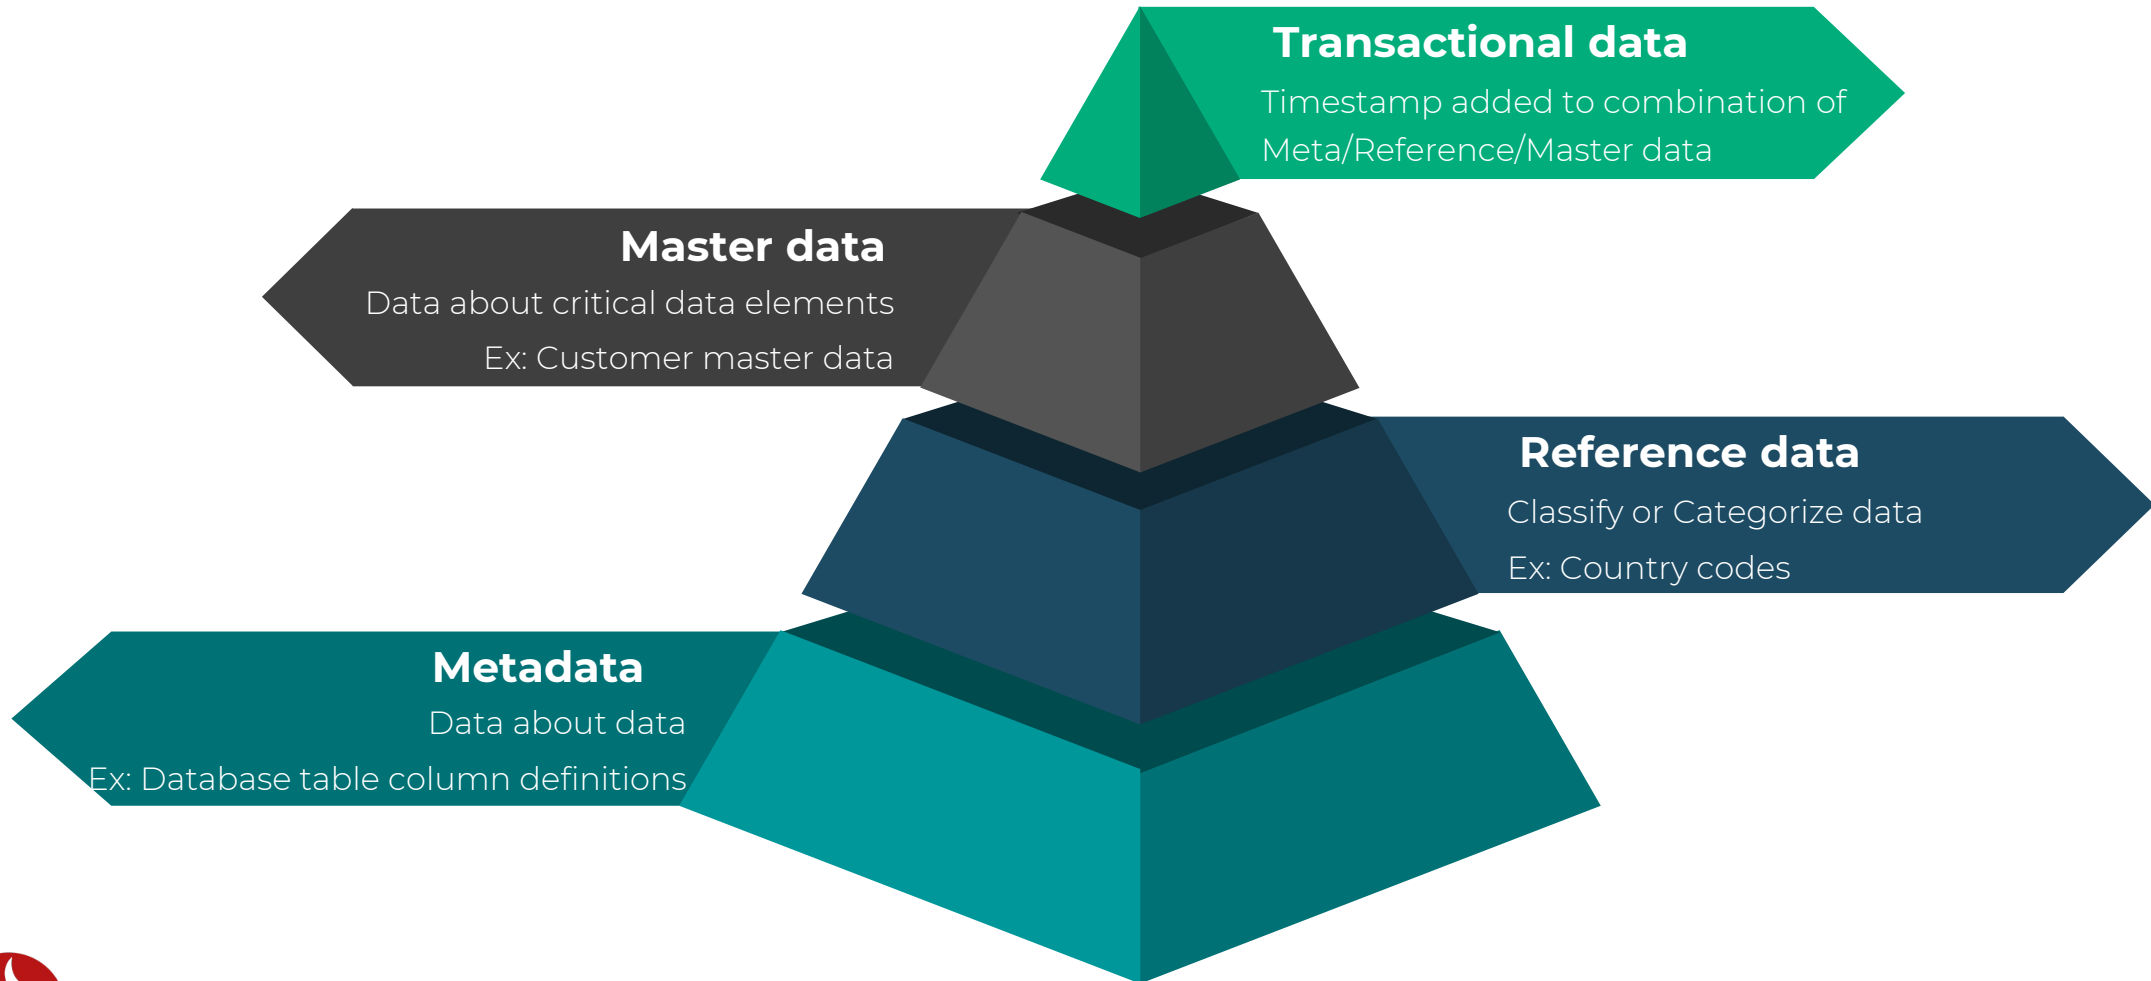 Transactional data
Timestamp added to combination of
Meta/Reference/Master data
Master data
Data about critical data elements
Ex: Customer master data
Reference data
Classify or Categorize data
Ex: Country codes
Metadata
Data about data
Ex: Database table column definitions